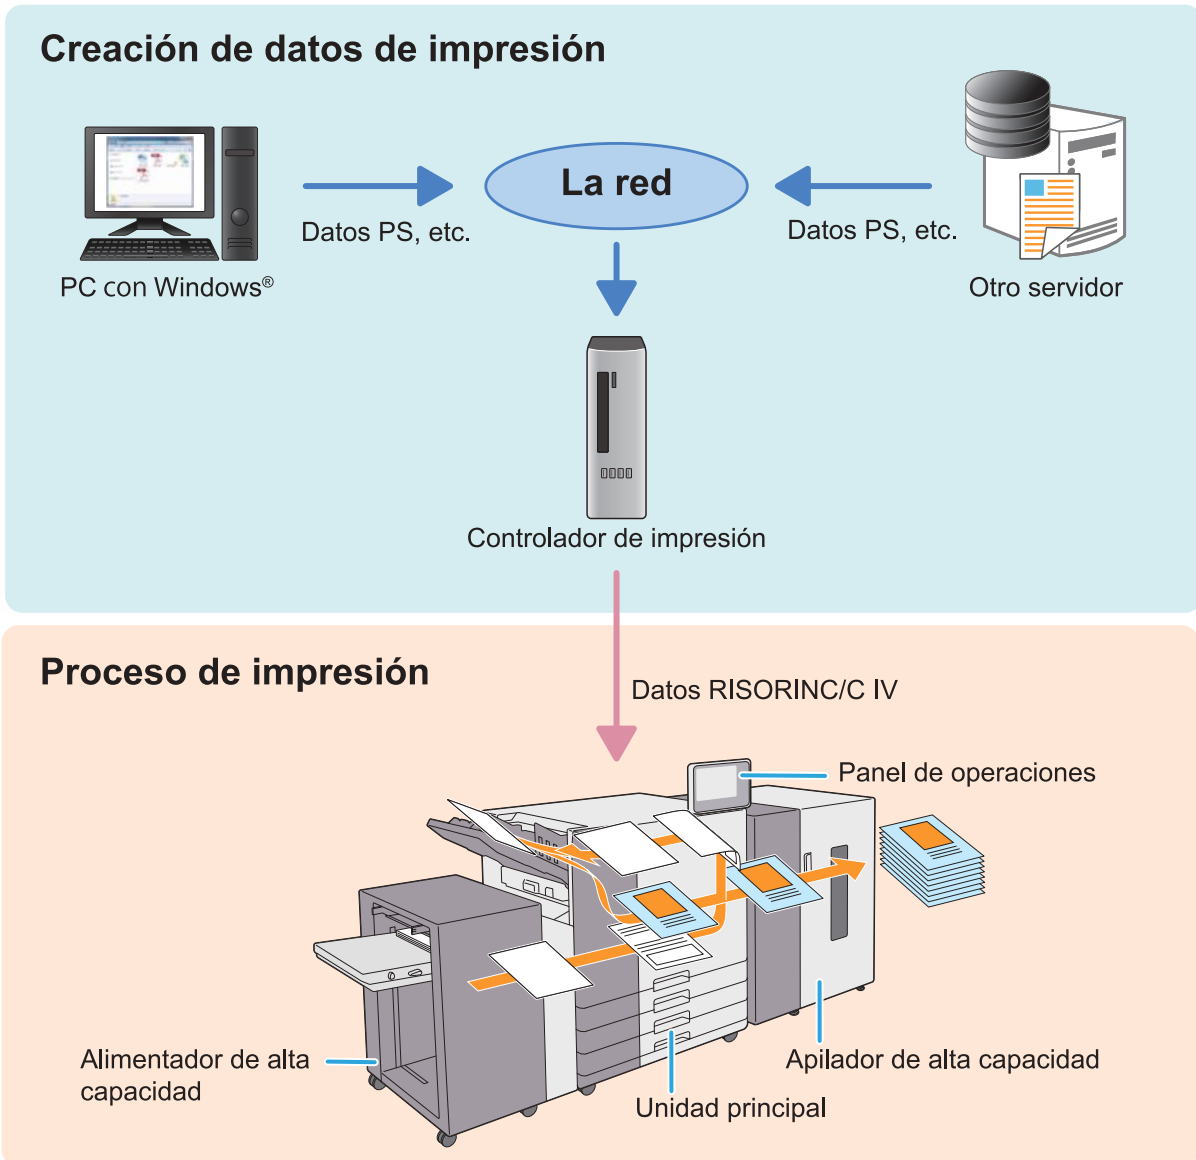 Creación de datos de impresión
La red
Datos PS, etc.
Datos PS, etc.
PC con Windows®
Otro servidor
Controlador de impresión
Proceso de impresión
Datos RISORINC/C IV
Panel de operaciones
Alimentador de alta
capacidad
Apilador de alta capacidad
Unidad principal